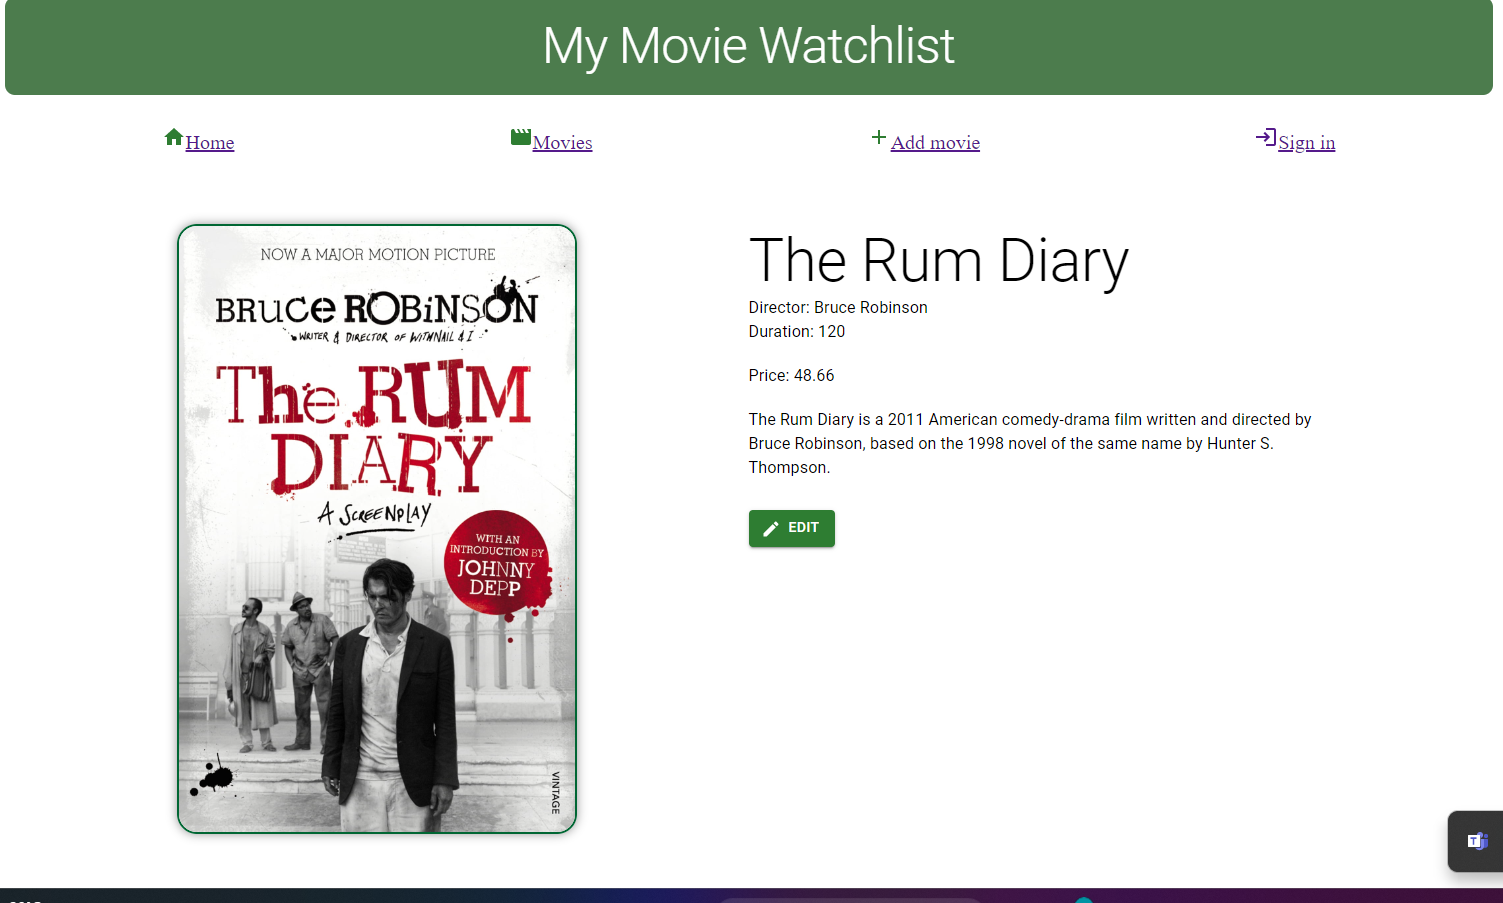 My Movie Watchlist
Home
Movies
Add movie
Sign in
NOW A MAJOR MOTION PICTURE
BRuce ROBiNSON
WRITER & DIRECTOR OF WITHNAIL & I
The RUM
DIARY
A SCREENPLAY
WITH AN
INTRODUCTION BY
JOHNNY
DEPP
VINTAGE
The Rum Diary
Director: Bruce Robinson
Duration: 120
Price: 48.66
The Rum Diary is a 2011 American comedy-drama film written and directed by
Bruce Robinson, based on the 1998 novel of the same name by Hunter S.
Thompson.
EDIT
T